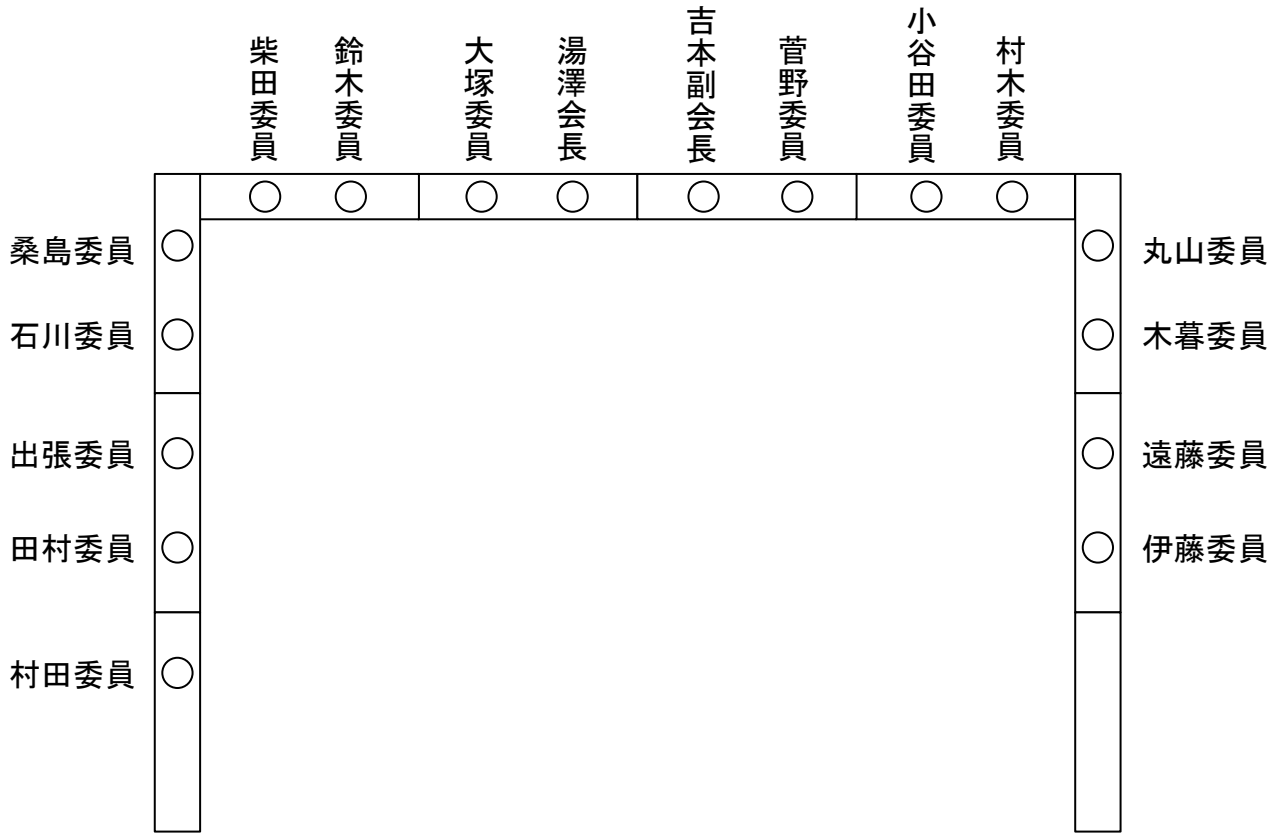 柴田委員
鈴木委員
大塚委員
湯澤会長
吉本副会長
菅野委員
小谷田委員
村木委員
桑島委員
石川委員
出張委員
田村委員
村田委員
丸山委員
木暮委員
遠藤委員
伊藤委員